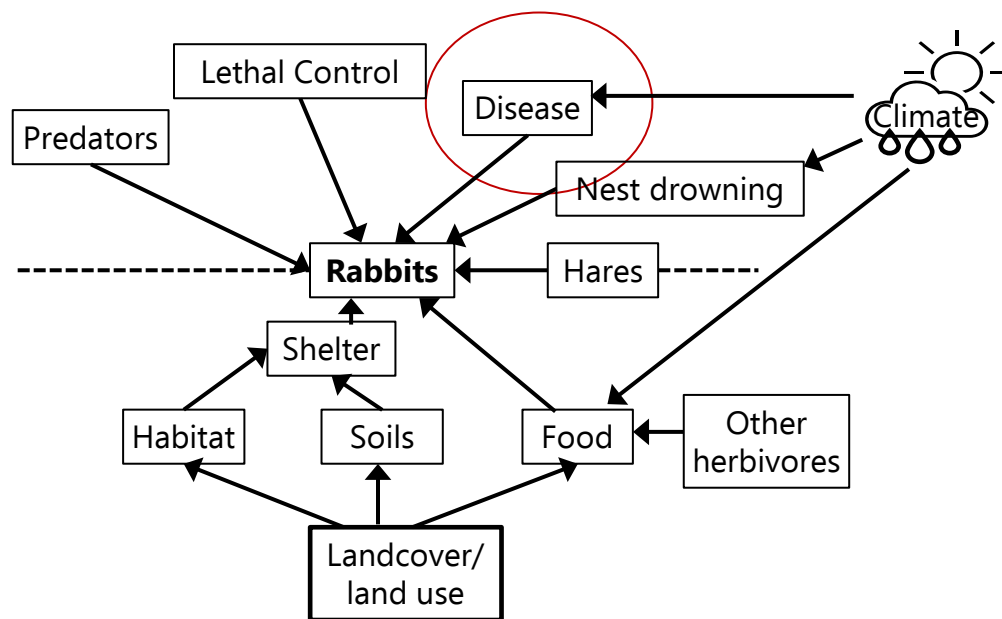 Lethal Control
Disease
Climate
Predators
Nest drowning
Rabbits
Hares
Shelter
Habitat
Soils
Food
Other
herbivores
Landcover/
land use